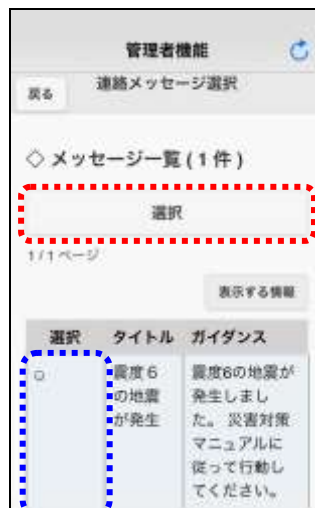 管理者機能
戻る
連絡メッセージ選択
◇ メッセージ一覧 ( 1 件 )
選択
1 / 1 ページ
表示する情報
選択 タイトル ガイダンス
震度６
の地震
が発生
震度6の地震が
発生しまし
た。 災害対策
マニュアルに
従って行動し
てください。